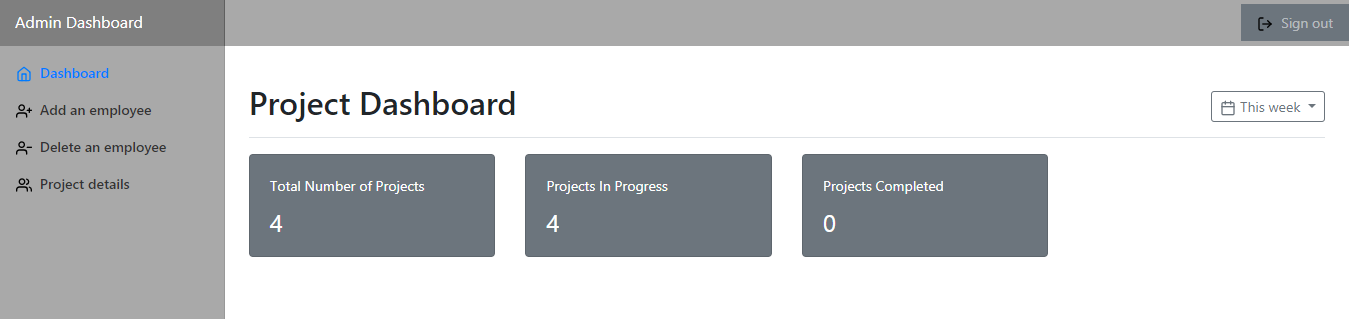 Admin Dashboard
Sign out
Dashboard
Add an employee
Delete an employee
Project details
Project Dashboard
This week
Total Number of Projects
4
Projects In Progress
4
Projects Completed
0